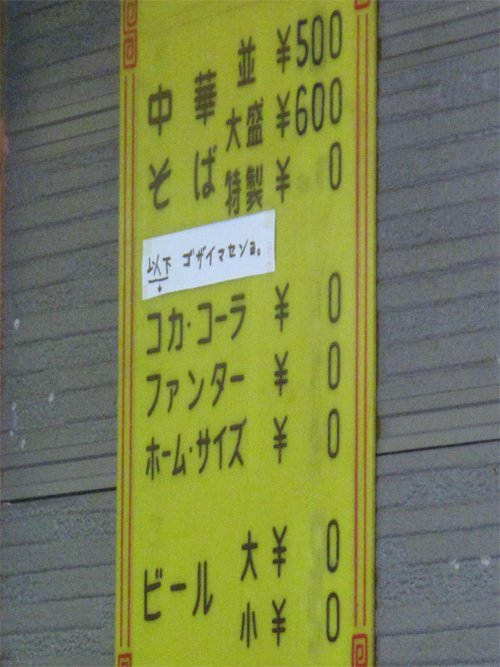 中華そば
並 ¥500
大盛 ¥600
特製 ¥ 0
以下 ゴザイマセンヨ。
コカ・コーラ ¥ 0
ファンター ¥ 0
ホーム・サイズ ¥ 0
ビール
大 ¥ 0
小 ¥ 0